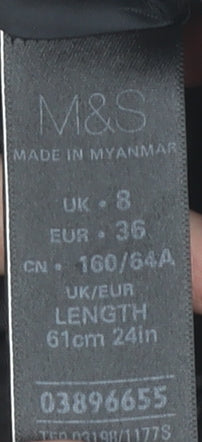 M&S
MADE IN MYANMAR
UK • 8
EUR • 36
CN • 160/64A
UK/EUR
LENGTH
61cm 24in
03896655